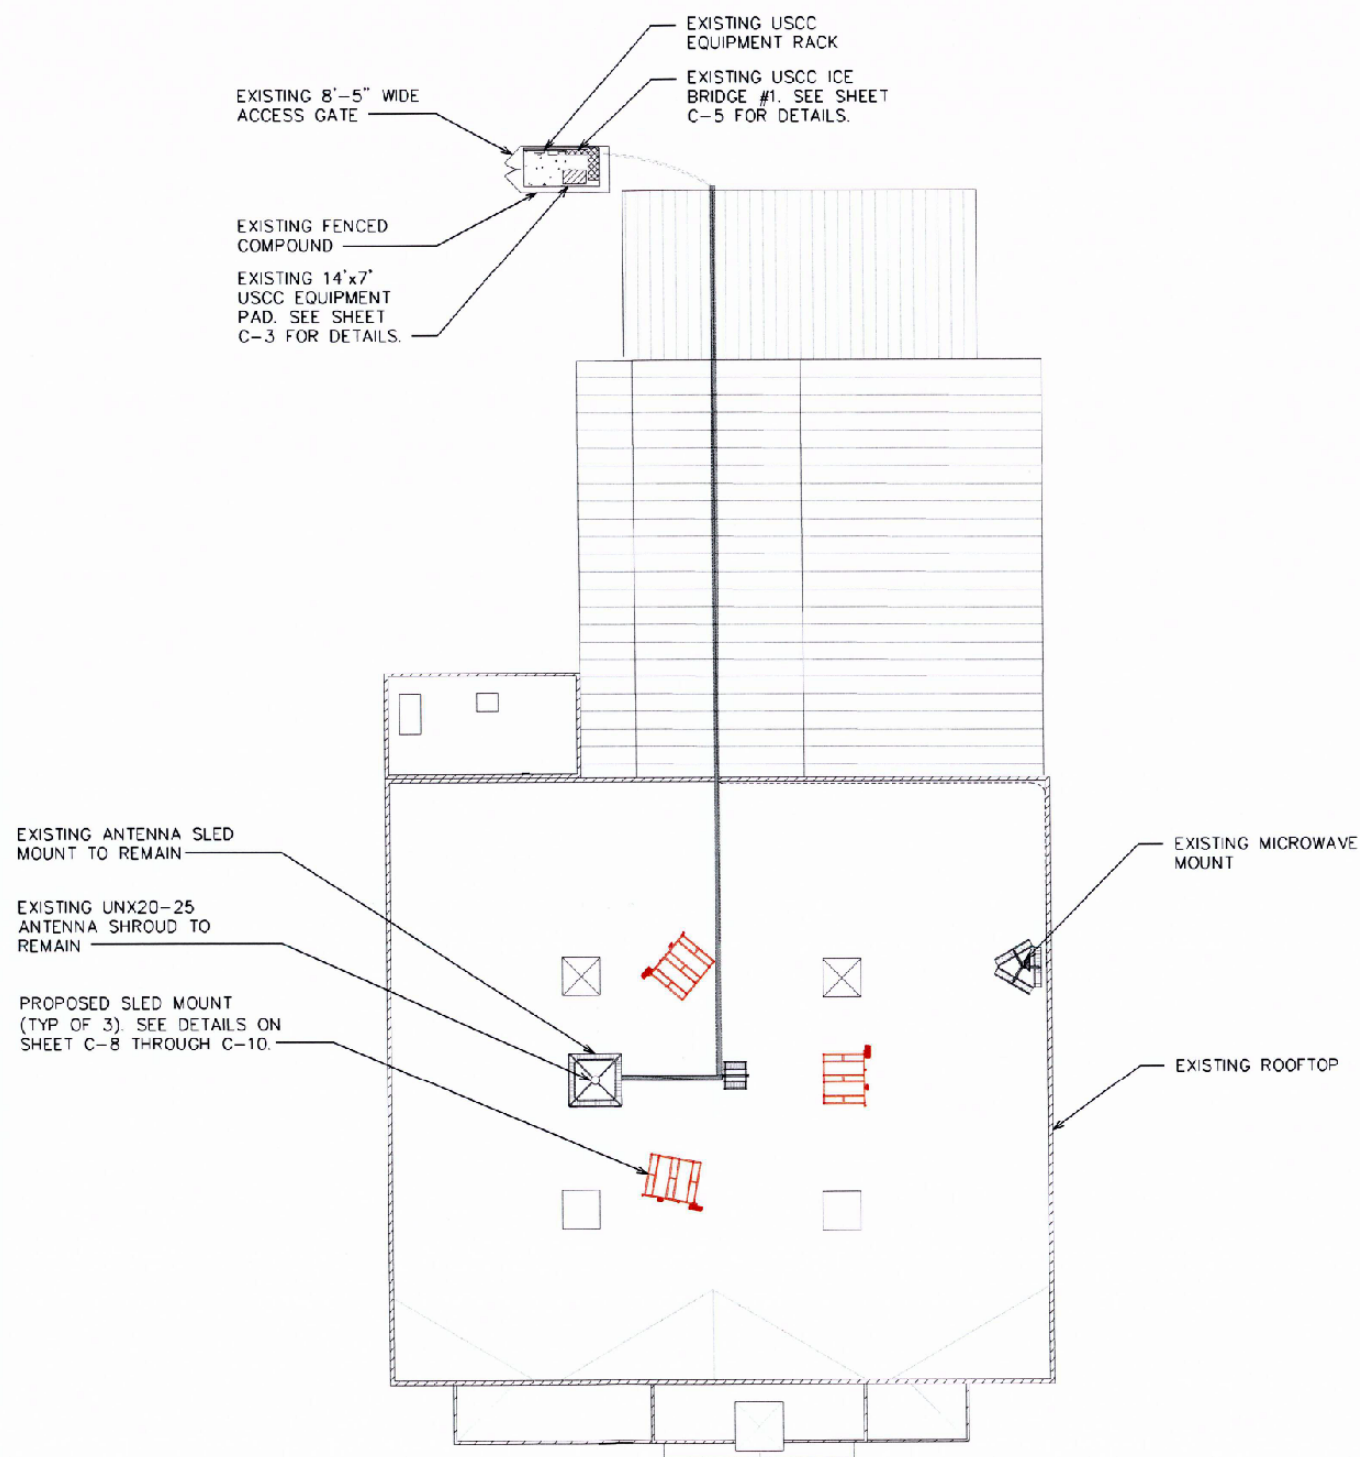 EXISTING USCC
EQUIPMENT RACK
EXISTING USCC ICE
BRIDGE #1. SEE SHEET
C-5 FOR DETAILS.
EXISTING 8'-5" WIDE
ACCESS GATE
EXISTING FENCED
COMPOUND
EXISTING 14'x7'
USCC EQUIPMENT
PAD. SEE SHEET
C-3 FOR DETAILS.
EXISTING ANTENNA SLED
MOUNT TO REMAIN
EXISTING UNX20-25
ANTENNA SHROUD TO
REMAIN
PROPOSED SLED MOUNT
(TYP OF 3). SEE DETAILS ON
SHEET C-8 THROUGH C-10.
EXISTING MICROWAVE
MOUNT
EXISTING ROOFTOP